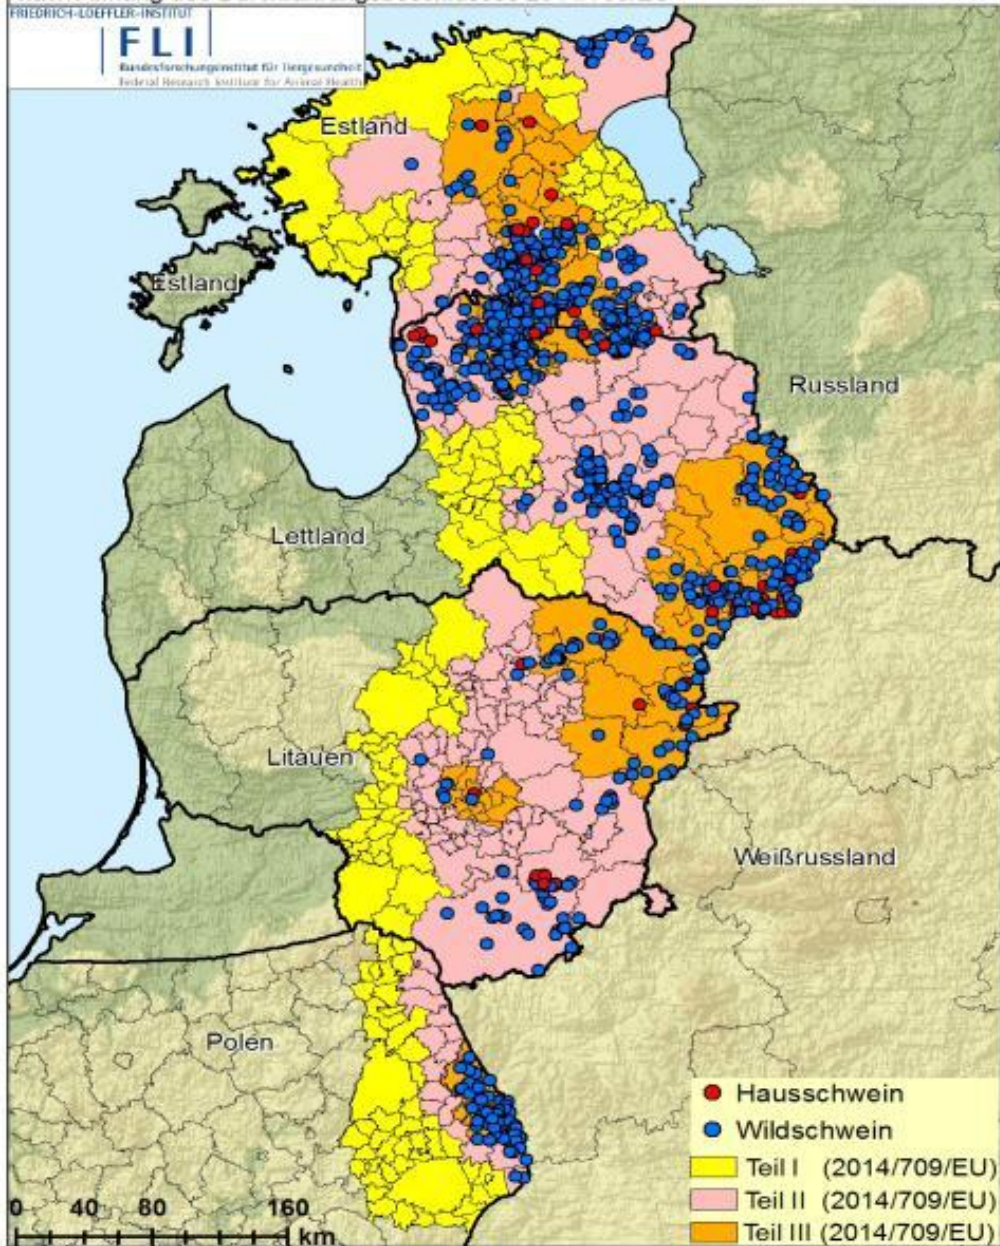 FRIEDRICH-LOEFFLER-INSTITUT
FLI
Bundesforschungsinstitut für Tiergesundheit
Federal Research Institute for Animal Health
Estland
Estland
Russland
Lettland
Litauen
Weißrussland
Polen
Hausschwein
Wildschwein
Teil I (2014/709/EU)
Teil II (2014/709/EU)
Teil III (2014/709/EU)
0 40 80 160
km